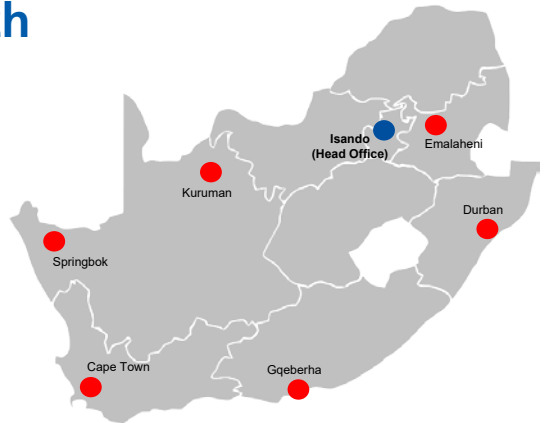 Isando
(Head Office)
Emalaheni
Kuruman
Durban
Springbok
Cape Town
Gqeberha